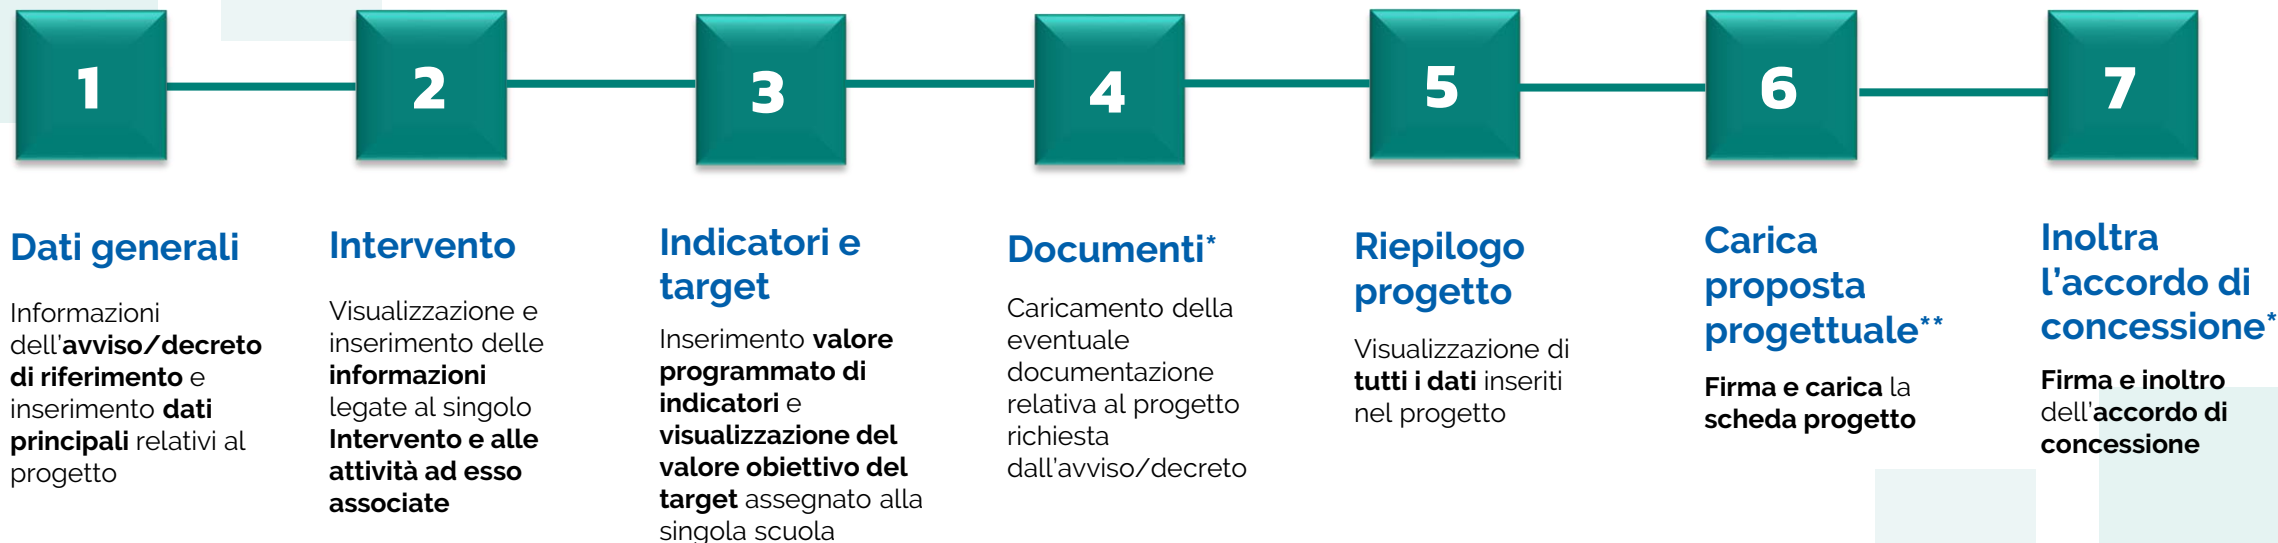 1
2
3
4
5
6
7
Dati generali
Informazioni
dell'avviso/decreto
di riferimento e
inserimento dati
principali relativi al
progetto
Intervento
Visualizzazione e
inserimento delle
informazioni
legate al singolo
Intervento e alle
attività ad esso
associate
Indicatori e
target
Inserimento valore
programmato di
indicatori e
visualizzazione del
valore obiettivo del
target assegnato alla
singola scuola
Documenti*
Caricamento della
eventuale
documentazione
relativa al progetto
richiesta
dall'avviso/decreto
Riepilogo
progetto
Visualizzazione di
tutti i dati inseriti
nel progetto
Carica
proposta
progettuale**
Firma e carica la
scheda progetto
Inoltra
l'accordo di
concessione*
Firma e inoltro
dell'accordo di
concessione